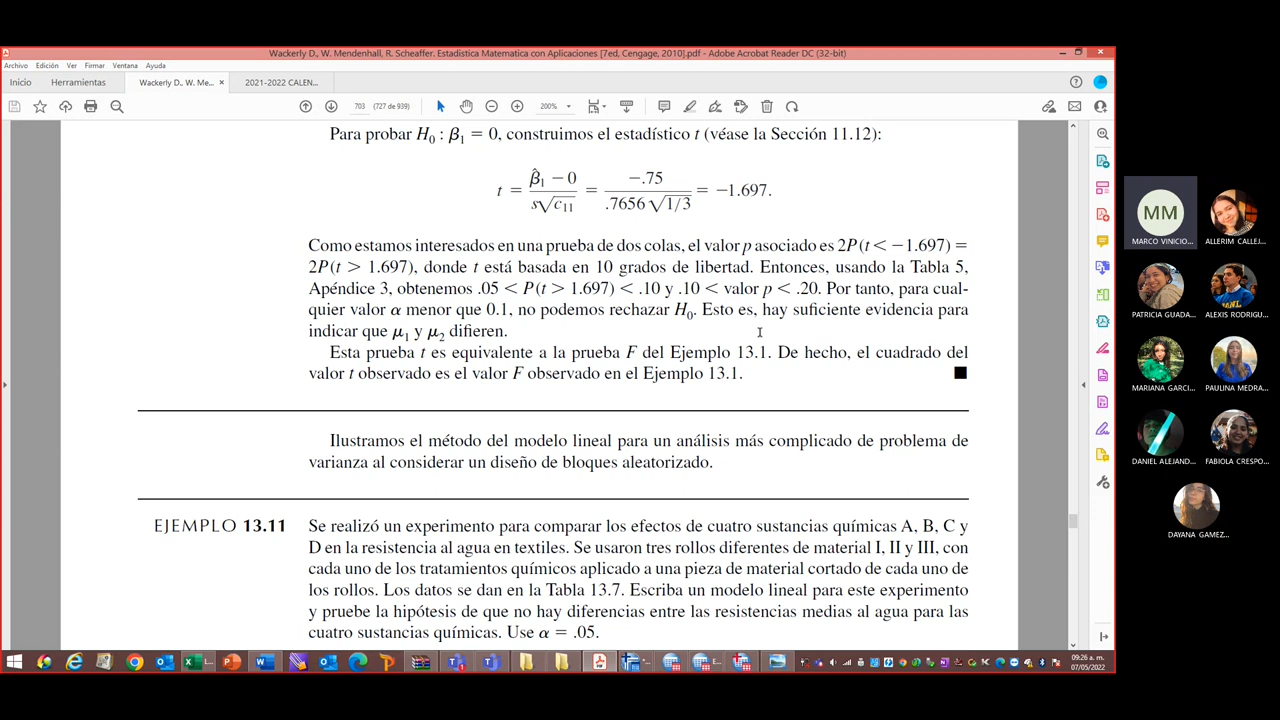 Wackerly D., W. Mendenhall, R. Scheaffer. Estadística Matematica con Aplicaciones [7ed, Cengage, 2010].pdf - Adobe Acrobat Reader DC (32-bit)
Archivo Edición Ver Firmar Ventana Ayuda
Inicio Herramientas Wackerly D., W. Me... × 2021-2022 CALEN...
703 (727 de 939) 200%
Para probar H₀ : β₁ = 0, construimos el estadístico t (véase la Sección 11.12):
t = (β̂₁ − 0) / (s√c₁₁) = −.75 / (.7656√1/3) = −1.697.
Como estamos interesados en una prueba de dos colas, el valor p asociado es 2P(t < −1.697) =
2P(t > 1.697), donde t está basada en 10 grados de libertad. Entonces, usando la Tabla 5,
Apéndice 3, obtenemos .05 < P(t > 1.697) < .10 y .10 < valor p < .20. Por tanto, para cual-
quier valor α menor que 0.1, no podemos rechazar H₀. Esto es, hay suficiente evidencia para
indicar que μ₁ y μ₂ difieren.
Esta prueba t es equivalente a la prueba F del Ejemplo 13.1. De hecho, el cuadrado del
valor t observado es el valor F observado en el Ejemplo 13.1.
Ilustramos el método del modelo lineal para un análisis más complicado de problema de
varianza al considerar un diseño de bloques aleatorizado.
EJEMPLO 13.11 Se realizó un experimento para comparar los efectos de cuatro sustancias químicas A, B, C y
D en la resistencia al agua en textiles. Se usaron tres rollos diferentes de material I, II y III, con
cada uno de los tratamientos químicos aplicado a una pieza de material cortado de cada uno de
los rollos. Los datos se dan en la Tabla 13.7. Escriba un modelo lineal para este experimento
y pruebe la hipótesis de que no hay diferencias entre las resistencias medias al agua para las
cuatro sustancias químicas. Use α = .05.
09:26 a. m.
07/05/2022
MM
MARCO VINICIO... ALLERIM CALLEJ...
PATRICIA GUADA... ALEXIS RODRIGU...
MARIANA GARCI... PAULINA MEDRA...
DANIEL ALEJAND... FABIOLA CRESPO...
DAYANA GAMEZ...